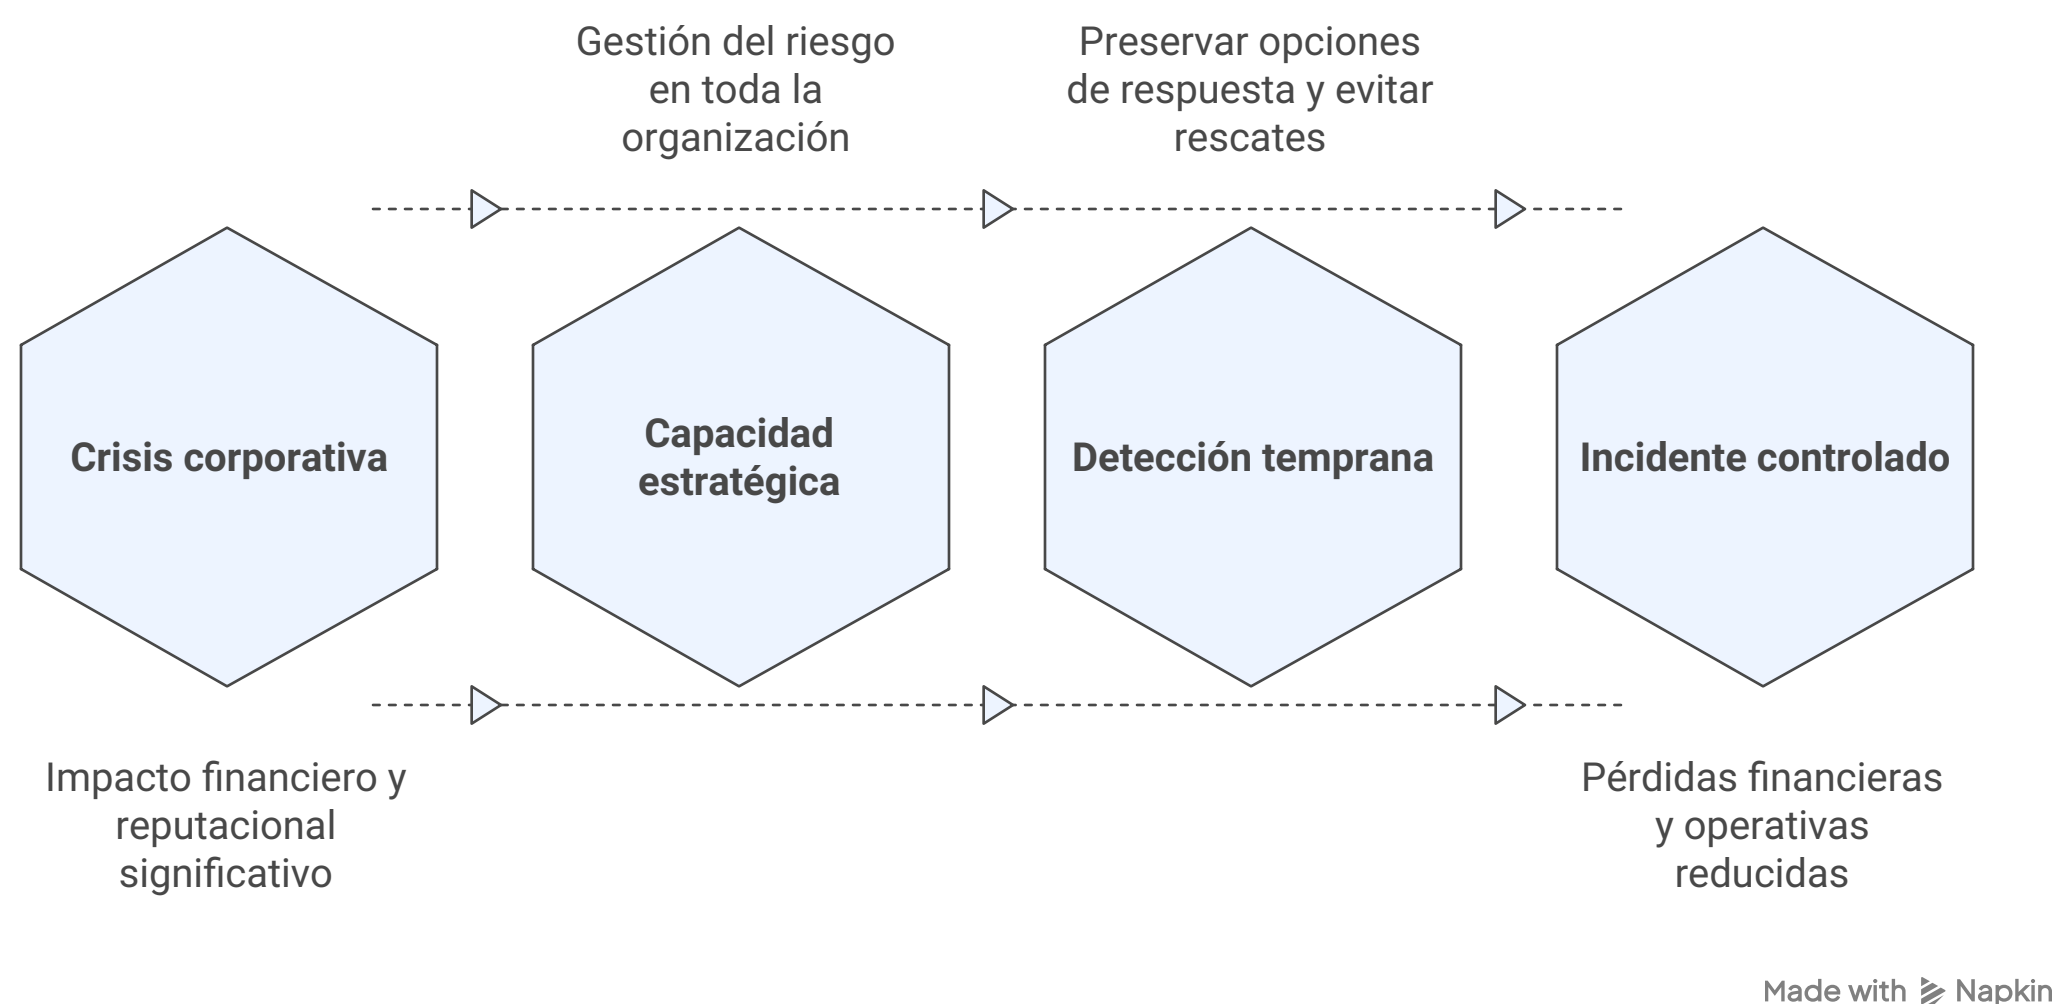 Gestión del riesgo
en toda la
organización
Preservar opciones
de respuesta y evitar
rescates
Crisis corporativa
Capacidad
estratégica
Detección temprana
Incidente controlado
Impacto financiero y
reputacional
significativo
Pérdidas financieras
y operativas
reducidas
Made with Napkin